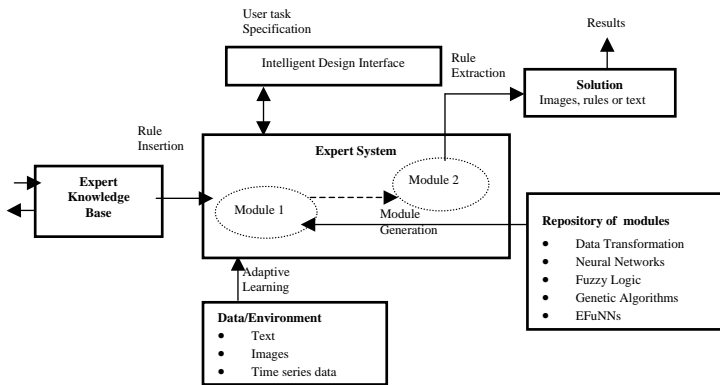 User task
Specification
Results
Intelligent Design Interface
Rule
Extraction
Solution
Images, rules or text
Rule
Insertion
Expert System
Expert
Knowledge
Base
Module 1
Module 2
Module
Generation
Repository of modules
• Data Transformation
• Neural Networks
• Fuzzy Logic
• Genetic Algorithms
• EFuNNs
Adaptive
Learning
Data/Environment
• Text
• Images
• Time series data